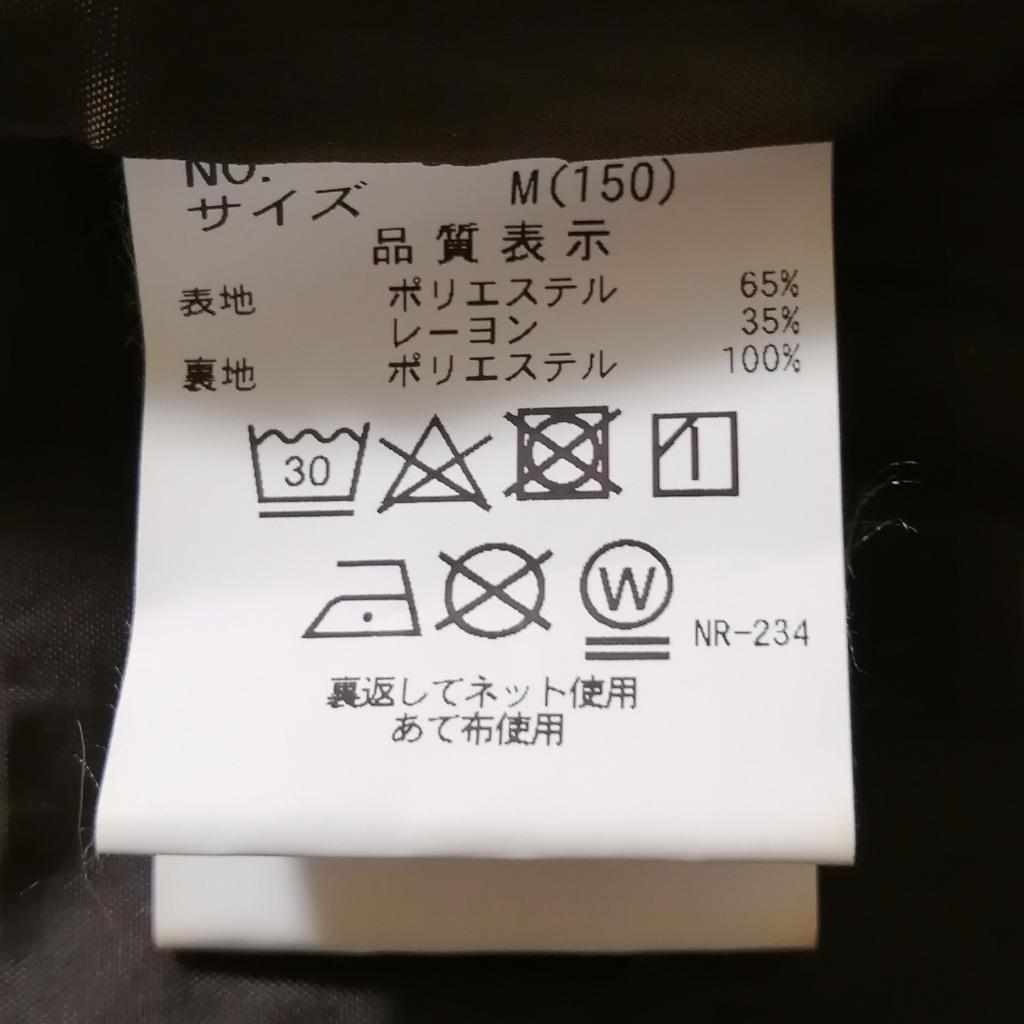 NO.
サイズ M(150)
品質表示
表地 ポリエステル 65%
レーヨン 35%
裏地 ポリエステル 100%
30
W NR-234
裏返してネット使用
あて布使用